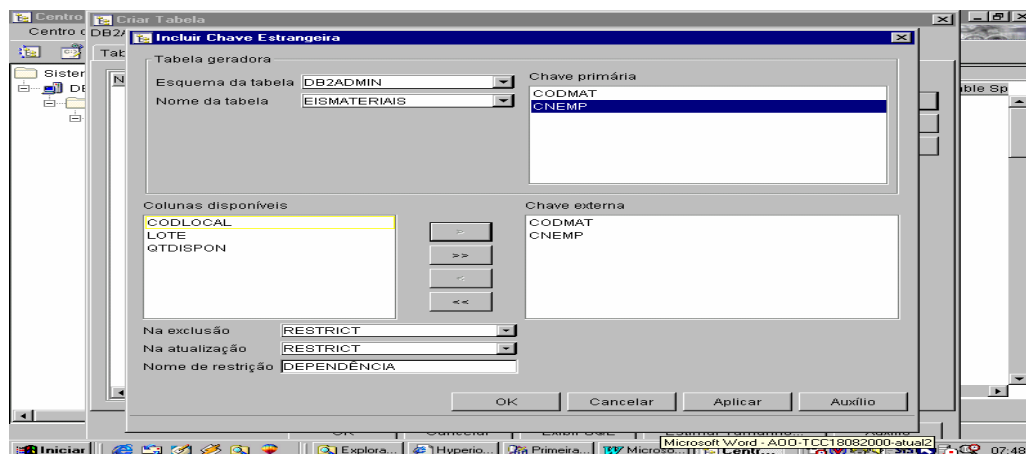 Centro
Criar Tabela
Centro
DB2
Incluir Chave Estrangeira
Tabela geradora
Esquema da tabela DB2ADMIN
Nome da tabela EISMATERIAIS
Chave primária
CODMAT
CNEMP
Sister
Colunas disponíveis
CODLOCAL
LOTE
QTDISPON
>
>>
<
<<
Chave externa
CODMAT
CNEMP
Na exclusão RESTRICT
Na atualização RESTRICT
Nome de restrição DEPENDÊNCIA
OK Cancelar Aplicar Auxílio
Microsoft Word - AOO-TCC18082000-atual2
Iniciar Explora... Hyperio... Primeira... Microso... Centr... 07:48